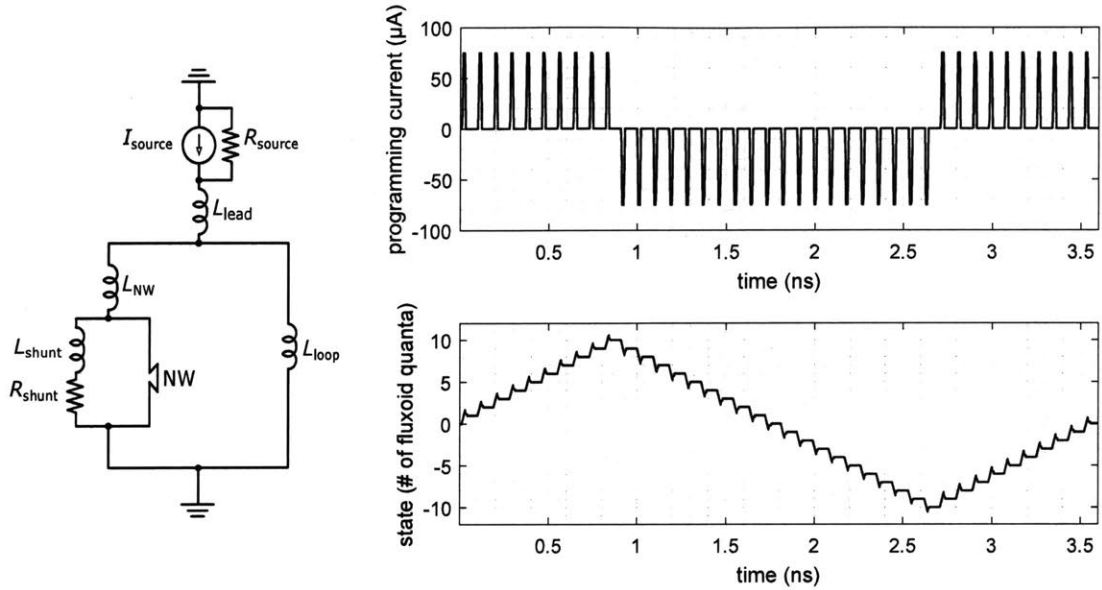 I_source
R_source
L_lead
L_NW
L_shunt
R_shunt
NW
L_loop
programming current (µA)
100
50
0
-50
-100
0.5 1 1.5 2 2.5 3 3.5
time (ns)
state (# of fluxoid quanta)
10
5
0
-5
-10
0.5 1 1.5 2 2.5 3 3.5
time (ns)